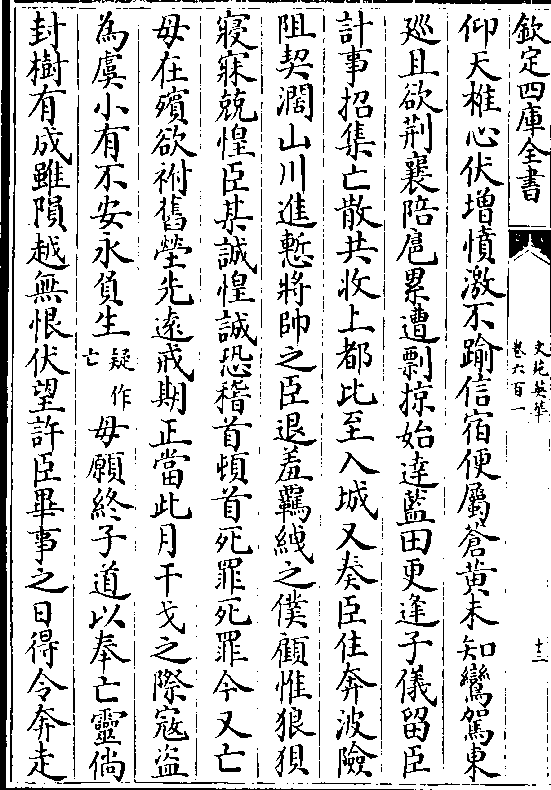 欽定四庫全書
文苑英華
卷六百一
十三
仰天椎心伏増憤激不踰信宿便屬蒼黄未知鸞駕東
廵且欲荆襄陪扈累遭剽掠始達藍田更逢子儀留臣
計事招集亡散共收上都比至入城又奏臣住奔波險
阻契濶山川進慙將帥之臣退羞羈絏之僕顧惟狼狽
寝寐兢惶臣某誠惶誠恐稽首頓首死罪死罪今又亡
母在殯欲祔舊塋先逺戒期正當此月干戈之際寇盗
為虞小有不安永負生疑作亡母願終子道以奉亡靈倘
封樹有成雖隕越無恨伏望許臣畢事之日得令奔走